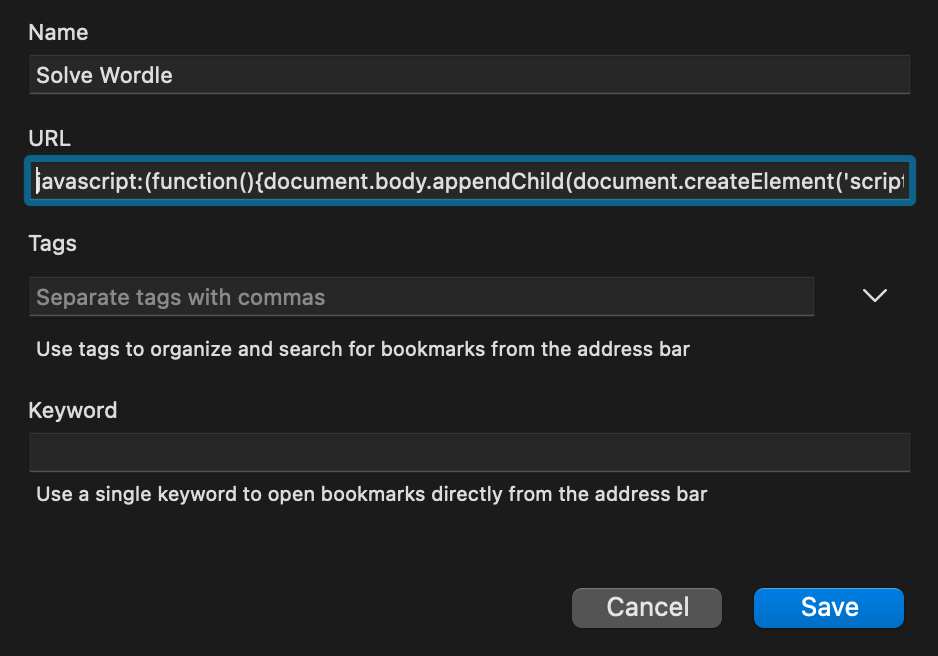 Name
Solve Wordle
URL
javascript:(function(){document.body.appendChild(document.createElement('script
Tags
Separate tags with commas
Use tags to organize and search for bookmarks from the address bar
Keyword
Use a single keyword to open bookmarks directly from the address bar
Cancel Save